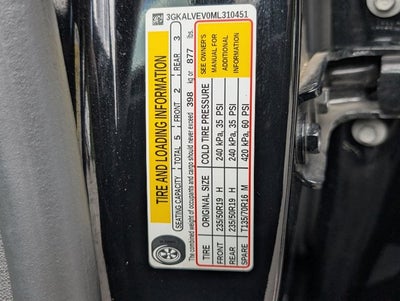 3GKALVEV0ML310451
TIRE AND LOADING INFORMATION
SEATING CAPACITY TOTAL 5 FRONT 2 REAR 3
The combined weight of occupants and cargo should never exceed 398 kg or 877 lbs.
TIRE ORIGINAL SIZE COLD TIRE PRESSURE
FRONT 235/50R19 H 240 kPa, 35 PSI
REAR 235/50R19 H 240 kPa, 35 PSI
SPARE T135/70R16 M 420 kPa, 60 PSI
SEE OWNER'S
MANUAL FOR
ADDITIONAL
INFORMATION